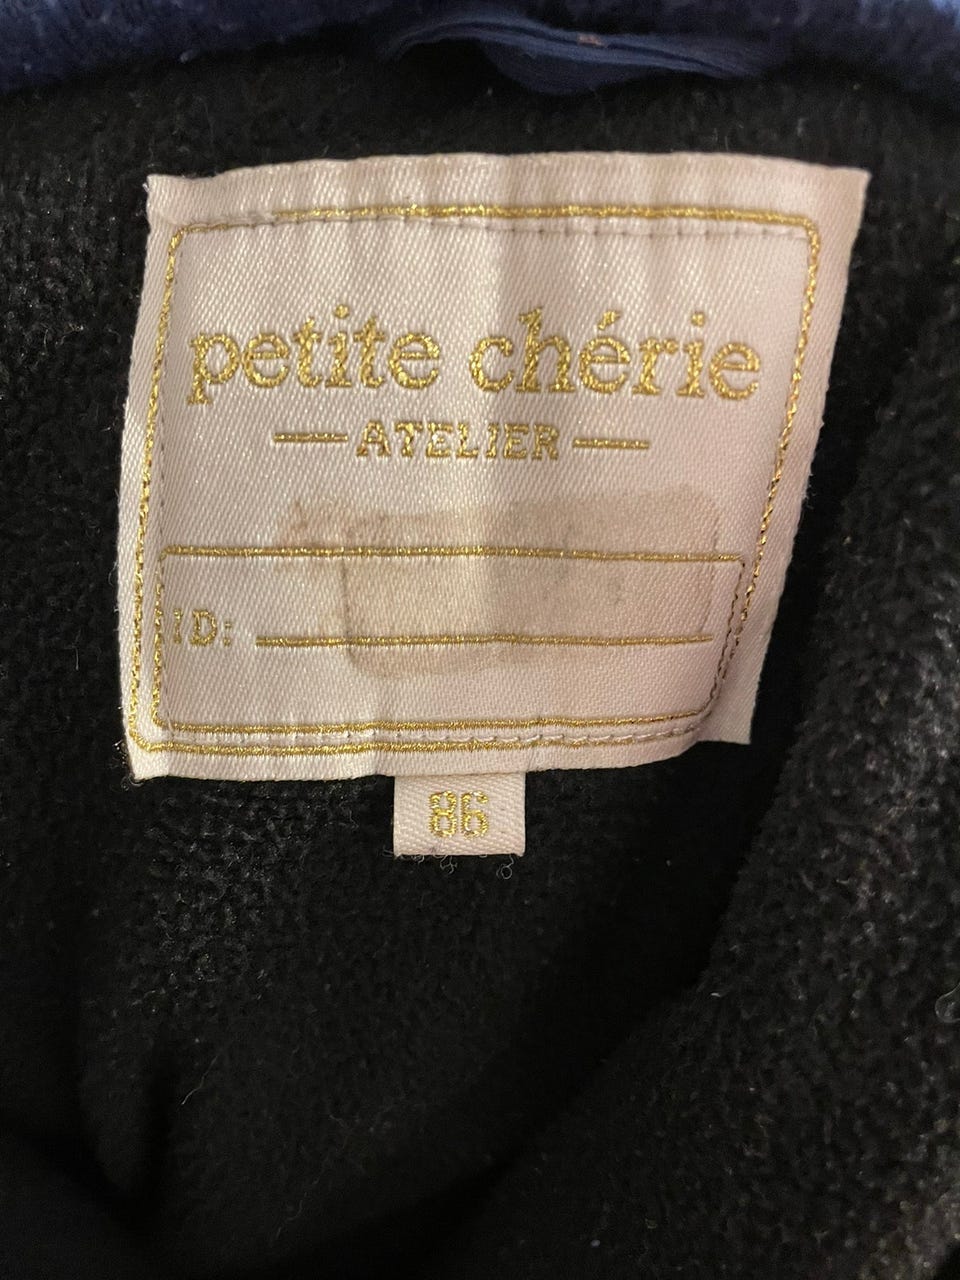 petite chérie
ATELIER
ID:
86